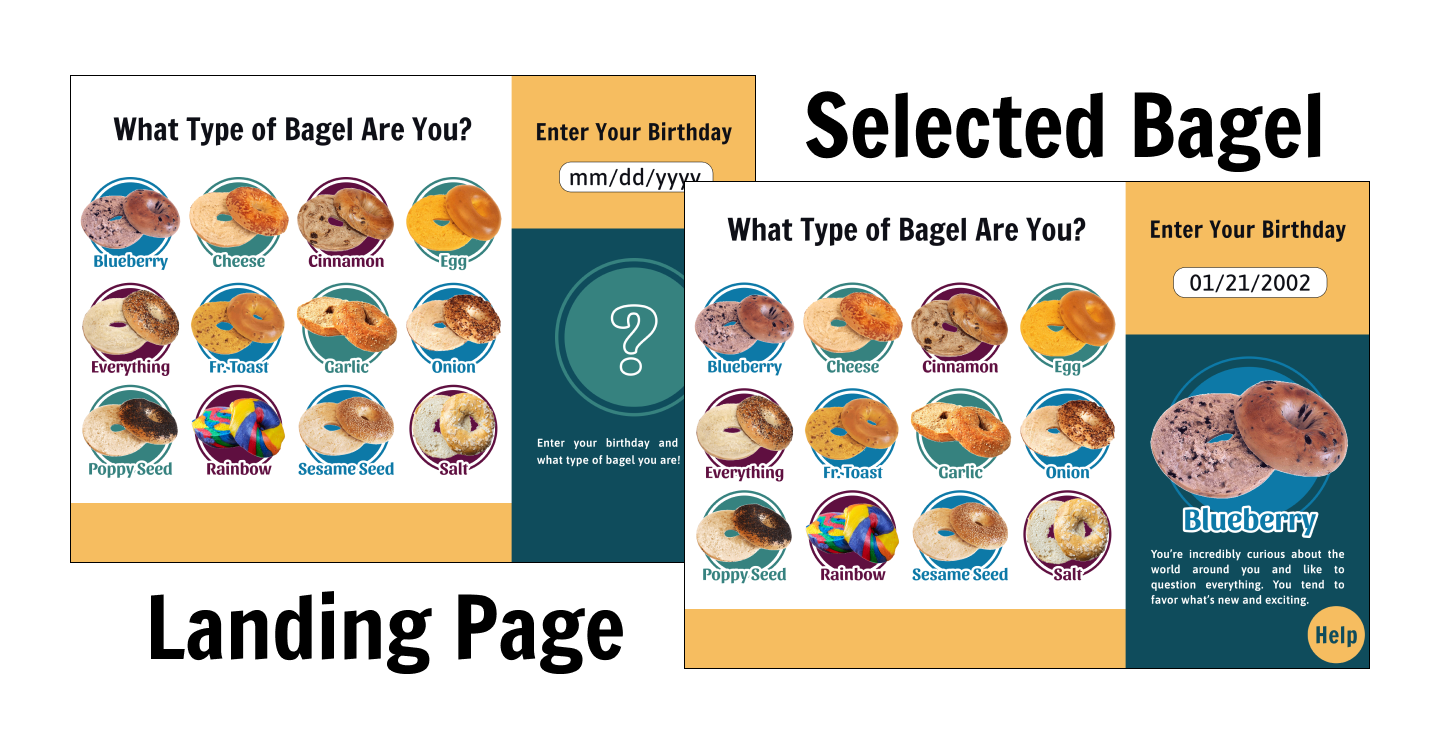 What Type of Bagel Are You?
Blueberry
Cheese
Cinnamon
Egg
Everything
Fr. Toast
Garlic
Onion
Poppy Seed
Rainbow
Sesame Seed
Salt
Enter Your Birthday
mm/dd/yyyy
?
Enter your birthday and
what type of bagel you are!
Landing Page
Selected Bagel
What Type of Bagel Are You?
Blueberry
Cheese
Cinnamon
Egg
Everything
Fr. Toast
Garlic
Onion
Poppy Seed
Rainbow
Sesame Seed
Salt
Enter Your Birthday
01/21/2002
Blueberry
You're incredibly curious about the
world around you and like to
question everything. You tend to
favor what's new and exciting.
Help